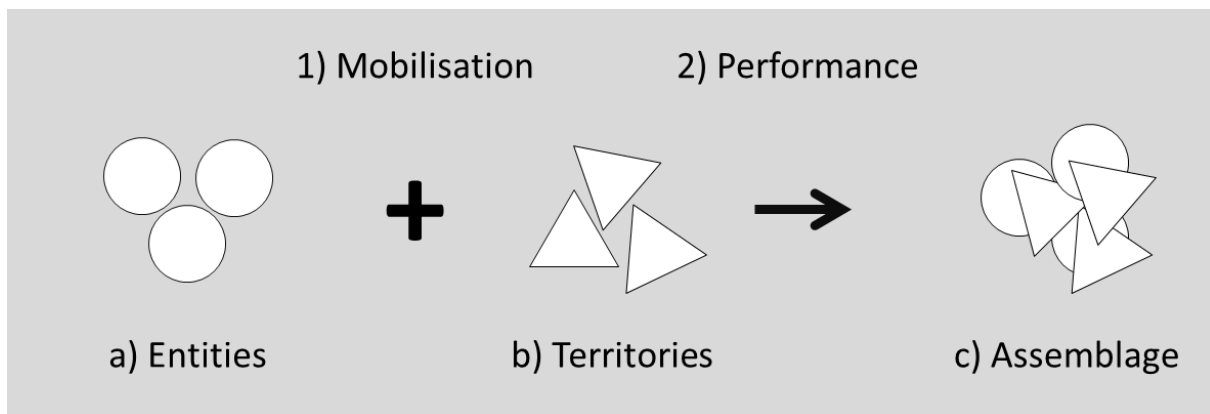 1) Mobilisation
2) Performance
a) Entities
b) Territories
c) Assemblage